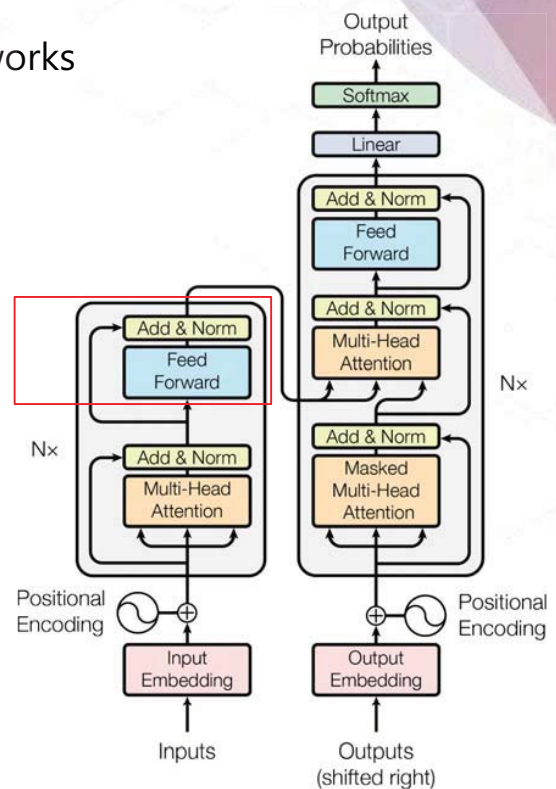 works
Output
Probabilities
Softmax
Linear
Add & Norm
Feed
Forward
Add & Norm
Multi-Head
Attention
N×
Add & Norm
Masked
Multi-Head
Attention
Add & Norm
Feed
Forward
N×
Add & Norm
Multi-Head
Attention
Positional
Encoding
Positional
Encoding
Input
Embedding
Output
Embedding
Inputs
Outputs
(shifted right)